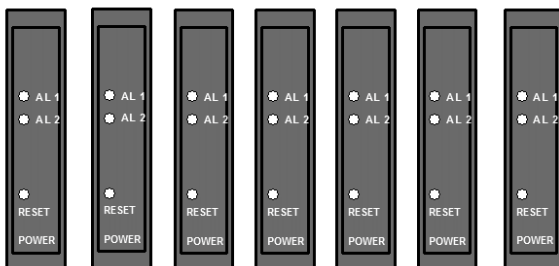 AL 1 AL 1 AL 1 AL 1 AL 1 AL 1 AL 1
AL 2 AL 2 AL 2 AL 2 AL 2 AL 2 AL 2
RESET RESET RESET RESET RESET RESET RESET
POWER POWER POWER POWER POWER POWER POWER